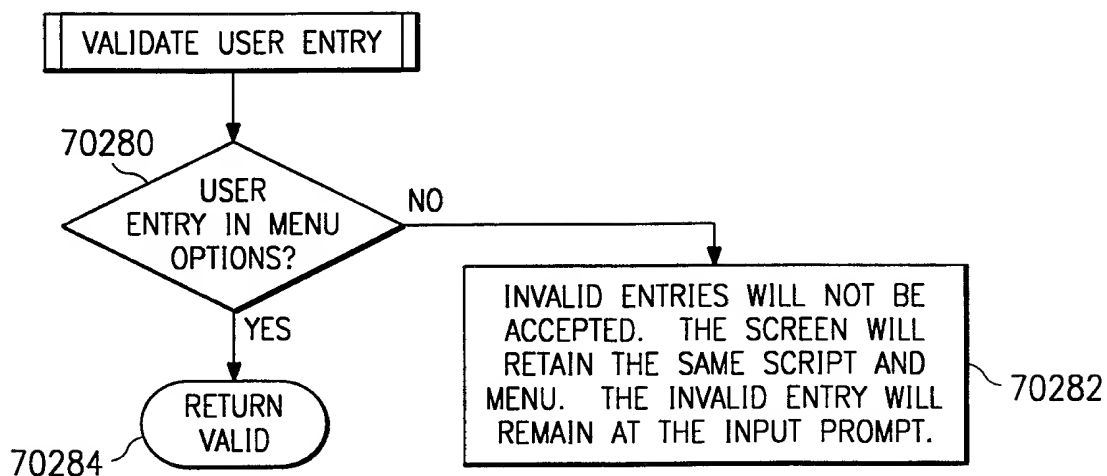 VALIDATE USER ENTRY
70280
USER
ENTRY IN MENU
OPTIONS?
NO
YES
INVALID ENTRIES WILL NOT BE
ACCEPTED. THE SCREEN WILL
RETAIN THE SAME SCRIPT AND
MENU. THE INVALID ENTRY WILL
REMAIN AT THE INPUT PROMPT.
70282
RETURN
VALID
70284